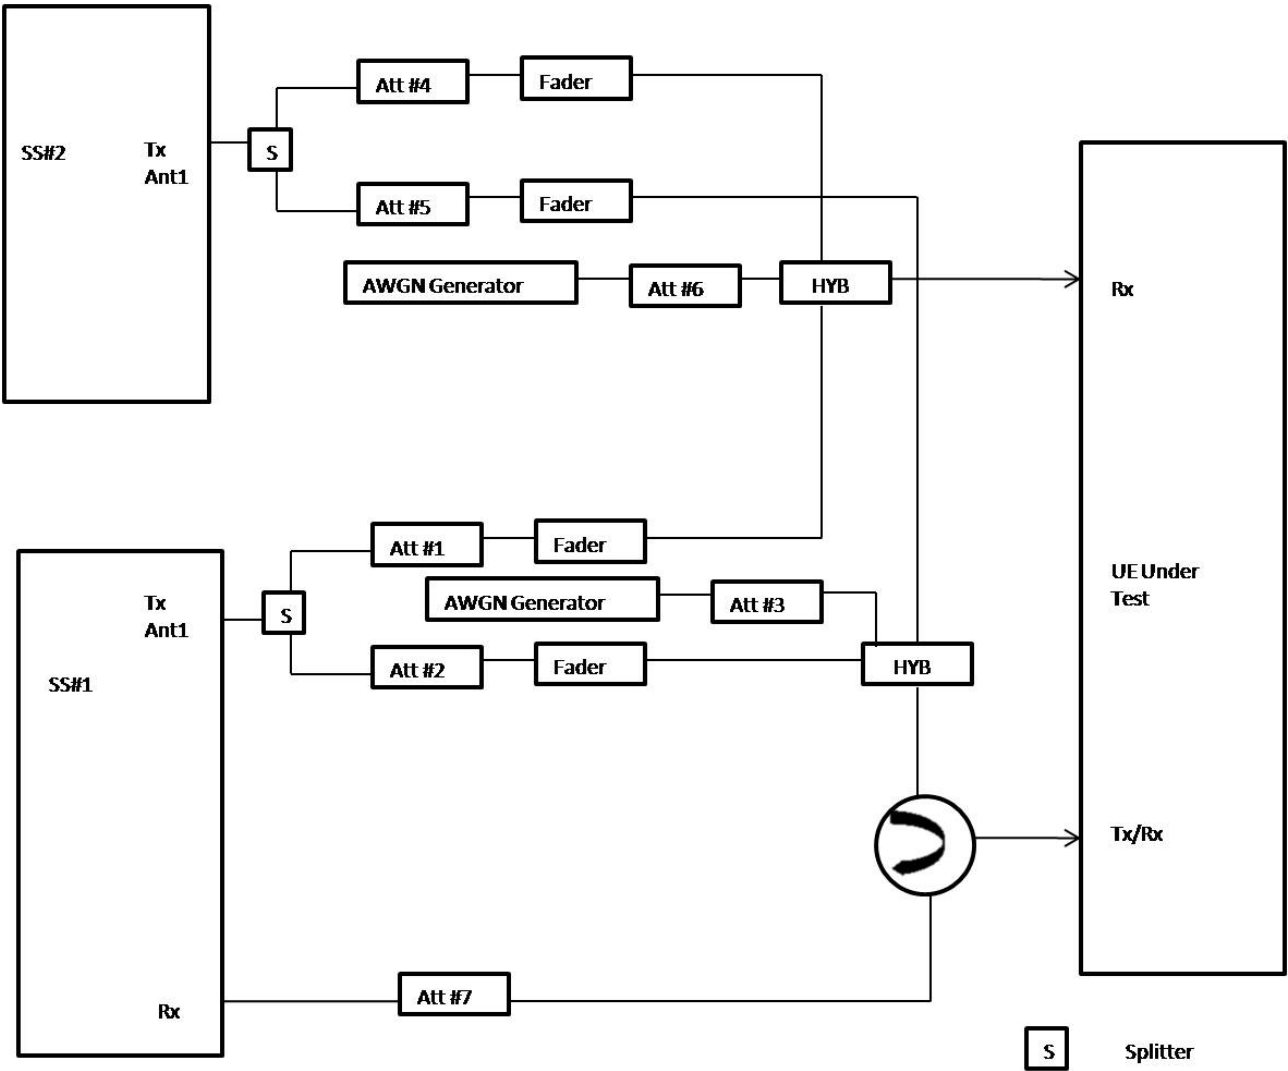 Att #4
Fader
SS#2
Tx
Ant1
S
Att #5
Fader
AWGN Generator
Att #6
HYB
Rx
Att #1
Fader
Tx
Ant1
S
AWGN Generator
Att #3
UE Under
Test
SS#1
Att #2
Fader
HYB
Tx/Rx
Att #7
Rx
S
Splitter